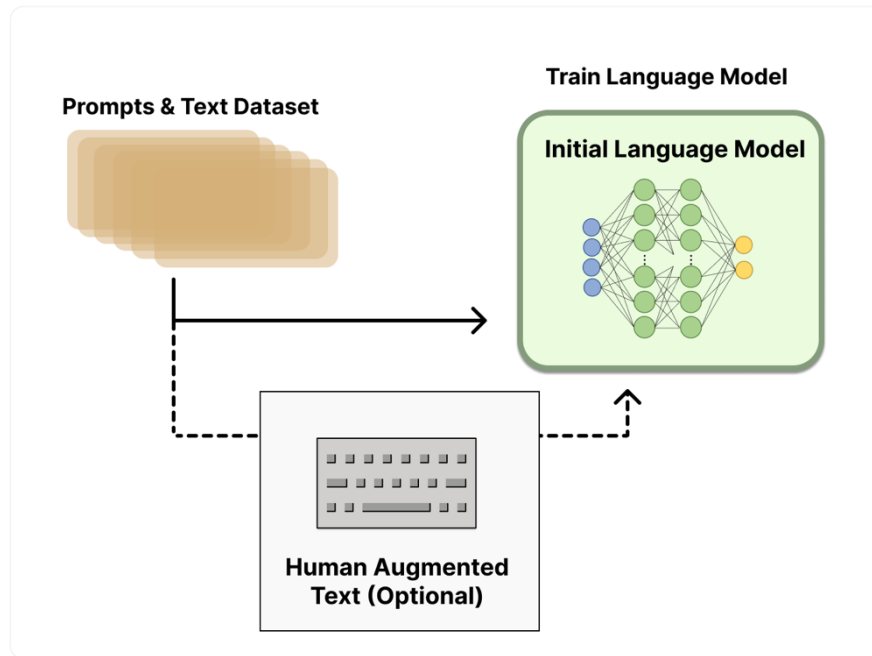 Train Language Model
Prompts & Text Dataset
Initial Language Model
Human Augmented
Text (Optional)